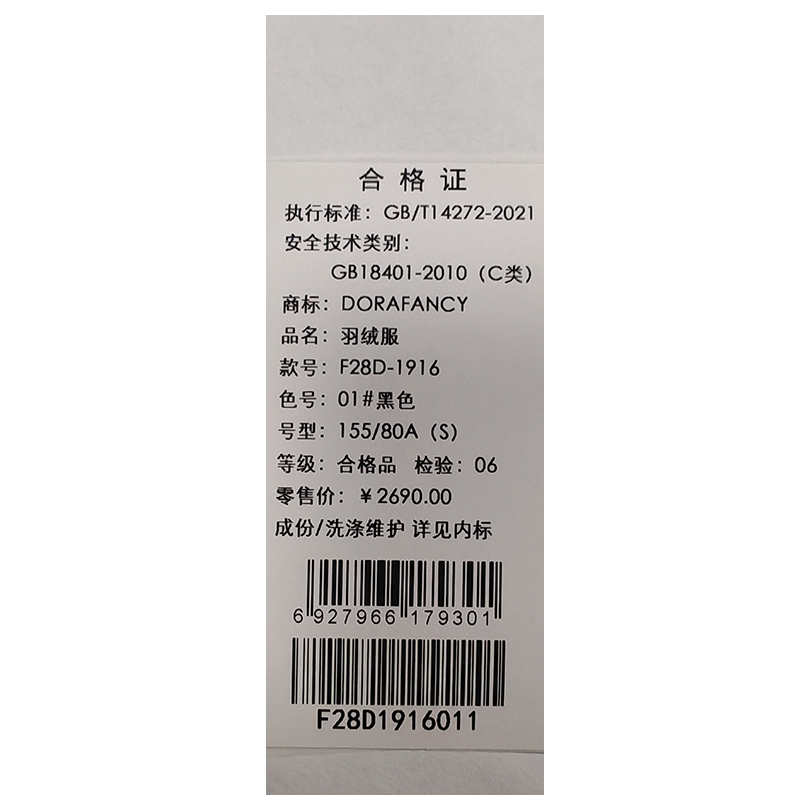 合格证
执行标准：GB/T14272-2021
安全技术类别：
GB18401-2010（C类）
商标：DORAFANCY
品名：羽绒服
款号：F28D-1916
色号：01#黑色
号型：155/80A（S）
等级：合格品 检验：06
零售价：￥2690.00
成份/洗涤维护 详见内标
6 927966 179301
F28D1916011